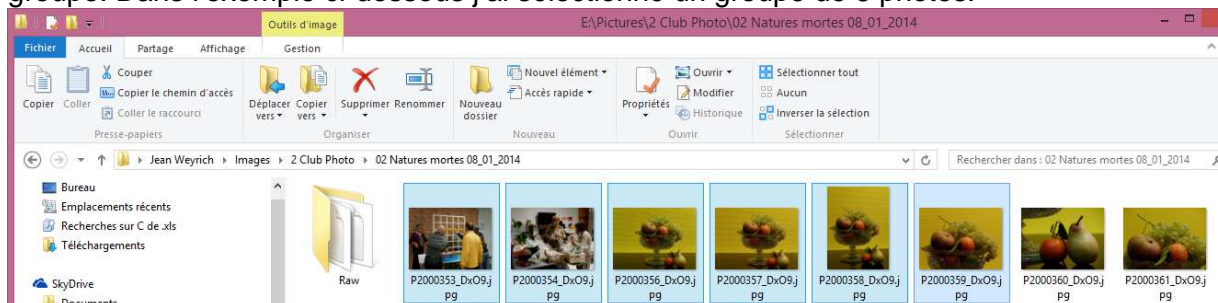 groupe. Dans l'exemple ci-dessous j'ai sélectionné un groupe de 6 photos.
Outils d'image
E:\Pictures\2 Club Photo\02 Natures mortes 08_01_2014
Fichier Accueil Partage Affichage Gestion
Copier
Coller
Couper
Copier le chemin d'accès
Coller le raccourci
Presse-papiers
Déplacer vers
Copier vers
Supprimer
Renommer
Organiser
Nouveau dossier
Nouvel élément
Accès rapide
Nouveau
Propriétés
Ouvrir
Modifier
Historique
Ouvrir
Sélectionner tout
Aucun
Inverser la sélection
Sélectionner
Jean Weyrich Images 2 Club Photo 02 Natures mortes 08_01_2014
Rechercher dans : 02 Natures mortes 08_01_2014
Bureau
Emplacements récents
Recherches sur C de .xls
Téléchargements
SkyDrive
Documents
Raw
P2000353_DxO9.jpg
P2000354_DxO9.jpg
P2000356_DxO9.jpg
P2000357_DxO9.jpg
P2000358_DxO9.jpg
P2000359_DxO9.jpg
P2000360_DxO9.jpg
P2000361_DxO9.jpg